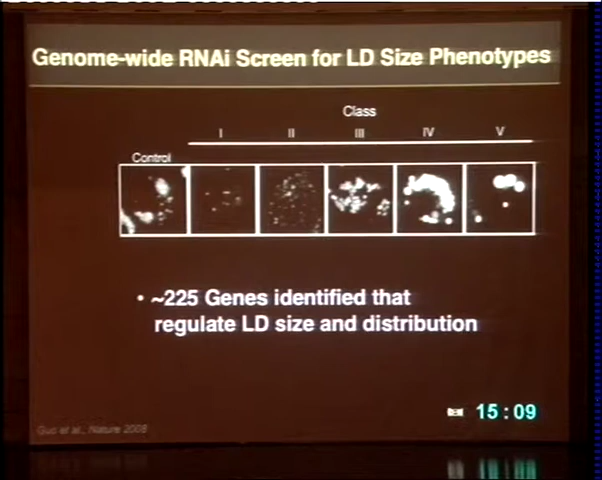 Genome-wide RNAi Screen for LD Size Phenotypes
Class
Control I II III IV V
• ~225 Genes identified that
regulate LD size and distribution
15:09
Guo et al., Nature 2008